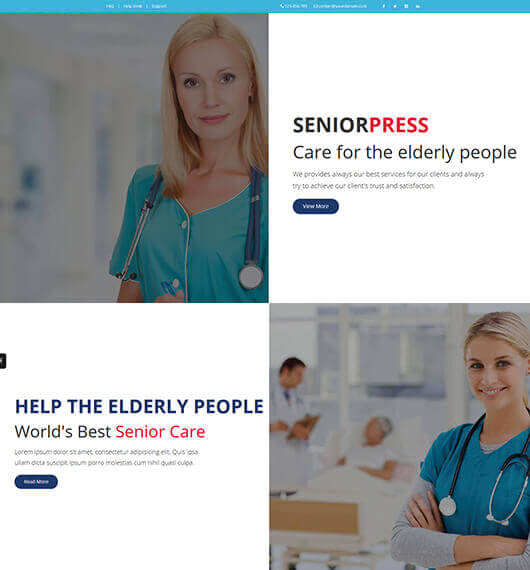 FAQ | Help Desk | Support
SENIORPRESS
Care for the elderly people
We provides always our best services for our clients and always
try to achieve our client's trust and satisfaction.
View More
HELP THE ELDERLY PEOPLE
World's Best Senior Care
Lorem ipsum dolor sit amet, consectetur adipisicing elit. Quasi ipsa
ullam dicta suscipit ipsum porro molestias cum nihil quasi culpa.
Read More